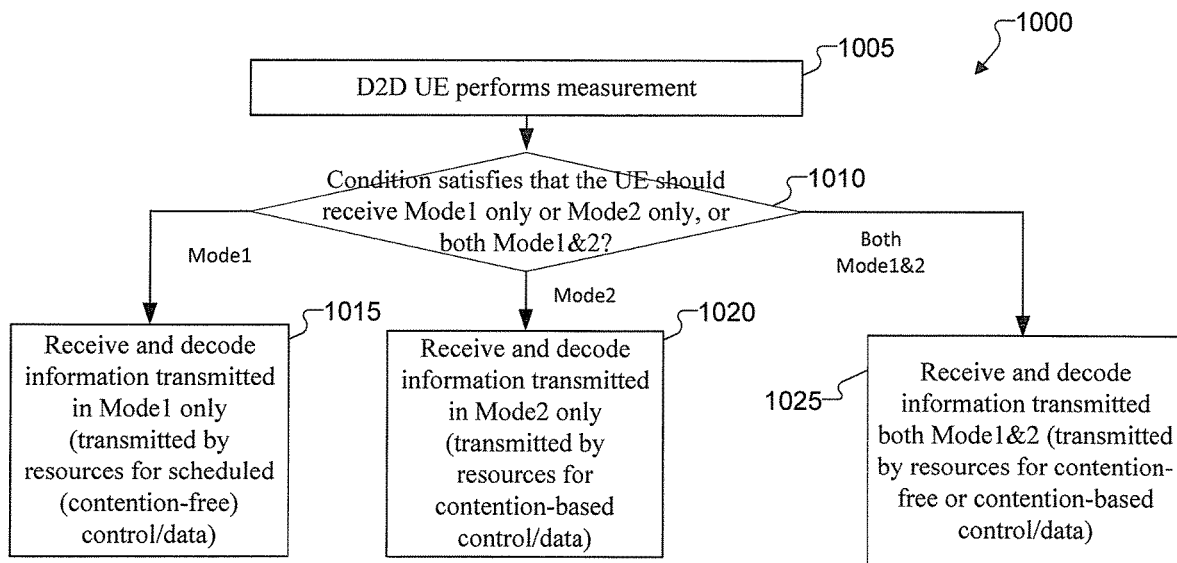 1000
1005
D2D UE performs measurement
1010
Condition satisfies that the UE should
receive Mode1 only or Mode2 only, or
both Mode1&2?
Mode1
Mode2
Both
Mode1&2
1015
Receive and decode
information transmitted
in Mode1 only
(transmitted by
resources for scheduled
(contention-free)
control/data)
1020
Receive and decode
information transmitted
in Mode2 only
(transmitted by
resources for
contention-based
control/data)
1025
Receive and decode
information transmitted
both Mode1&2 (transmitted
by resources for contention-
free or contention-based
control/data)